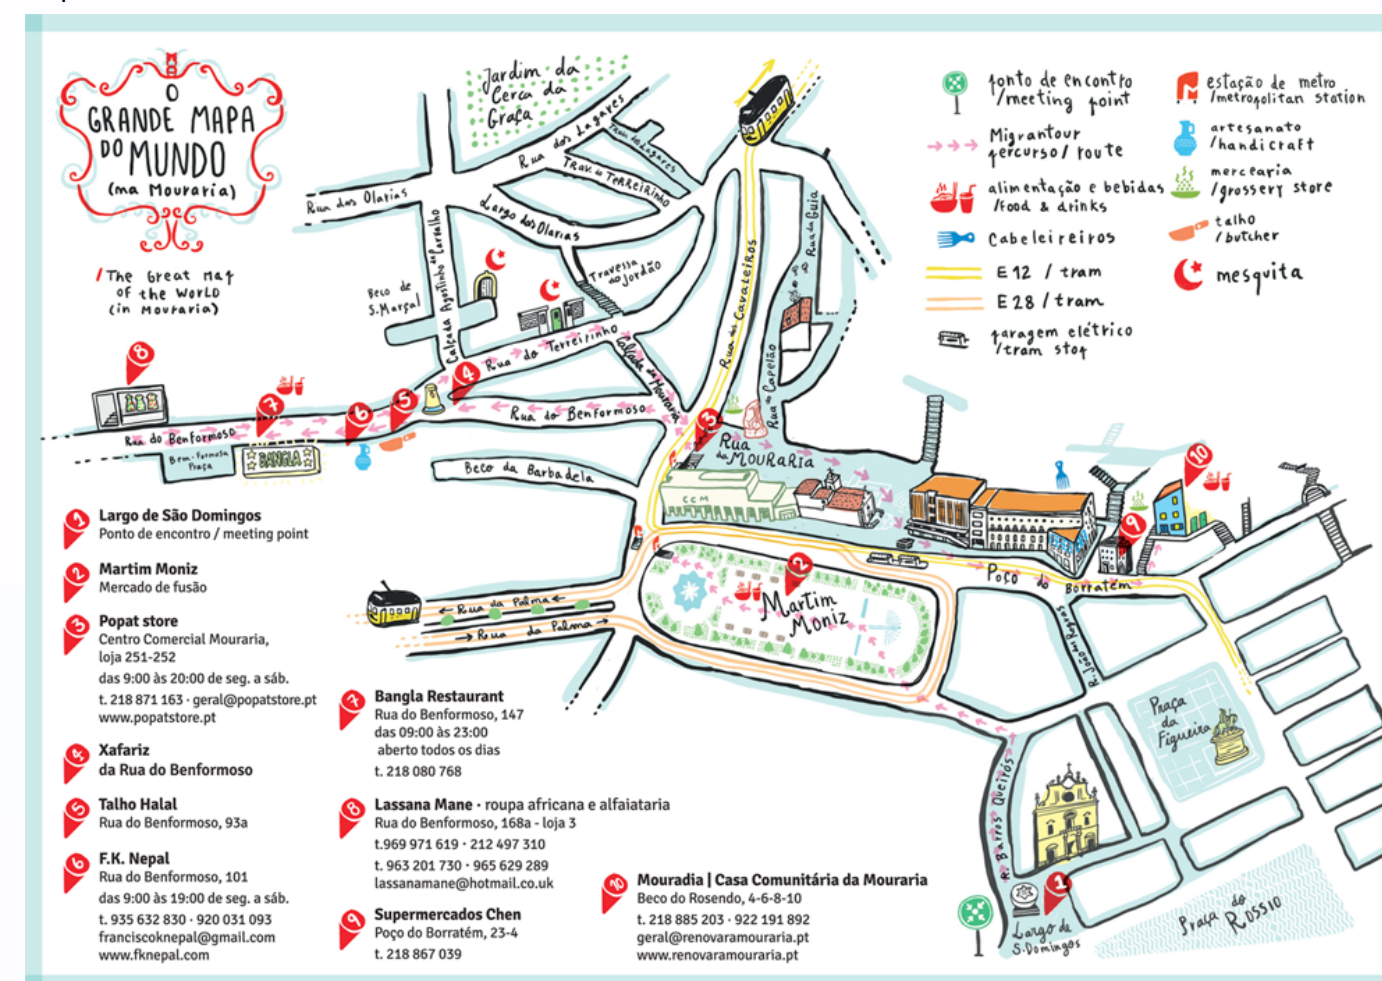 O
GRANDE MAPA
DO MUNDO
(na Mouraria)
/The Great Map
of the World
(in Mouraria)
Jardim da
Cerca da
Graça
ponto de encontro
/meeting point
Migrantour
percurso/ route
alimentação e bebidas
/food & drinks
Cabeleireiros
E12 / tram
E28 / tram
paragem elétrico
/tram stop
estação de metro
/metropolitan station
artesanato
/handicraft
mercearia
/grossery store
talho
/butcher
mesquita
Rua das Olarias
Rua dos Lagares
Trav. dos Lagares
Trav. do Terreirinho
Largo das Olarias
Calçada Agostinho de Carvalho
Beco de
S. Marçal
Travessa
do Jordão
Rua do Terreirinho
Calçada da Mouraria
Rua dos Cavaleiros
Rua da Guia
Rua do Capelão
8
7
6
5
4
3
Rua do Benformoso
Rua do Benformoso
Bem-Formosa
Praça
BANGLA
Beco da Barbadela
Rua
da MOURARIA
CCM
10
9
2
Martim
Moniz
Poço do Borratém
← Rua da Palma ←
→ Rua da Palma →
R. João das Regras
Praça
da
Figueira
R. Barros Queirós
1
Largo de
S. Domingos
Praça do
Rossio
1
Largo de São Domingos
Ponto de encontro / meeting point
2
Martim Moniz
Mercado de fusão
3
Popat store
Centro Comercial Mouraria,
loja 251-252
das 9:00 às 20:00 de seg. a sáb.
t. 218 871 163 · geral@popatstore.pt
www.popatstore.pt
4
Xafariz
da Rua do Benformoso
5
Talho Halal
Rua do Benformoso, 93a
6
F.K. Nepal
Rua do Benformoso, 101
das 9:00 às 19:00 de seg. a sáb.
t. 935 632 830 · 920 031 093
franciscoknepal@gmail.com
www.fknepal.com
7
Bangla Restaurant
Rua do Benformoso, 147
das 09:00 às 23:00
aberto todos os dias
t. 218 080 768
8
Lassana Mane · roupa africana e alfaiataria
Rua do Benformoso, 168a - loja 3
t.969 971 619 · 212 497 310
t. 963 201 730 · 965 629 289
lassanamane@hotmail.co.uk
9
Supermercados Chen
Poço do Borratém, 23-4
t. 218 867 039
10
Mouradia | Casa Comunitária da Mouraria
Beco do Rosendo, 4-6-8-10
t. 218 885 203 · 922 191 892
geral@renovaramouraria.pt
www.renovaramouraria.pt